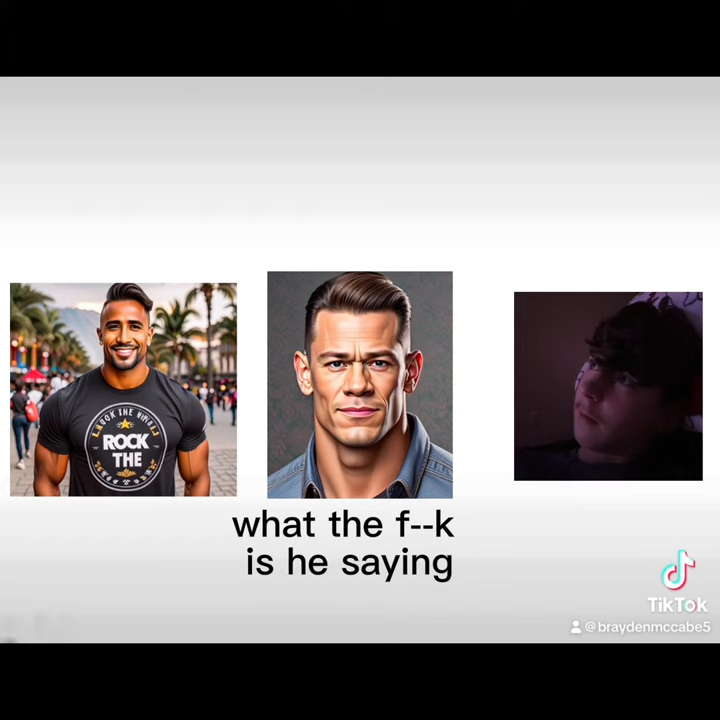 ROCK
THE
what the f--k
is he saying
TikTok
@braydenmccabe5